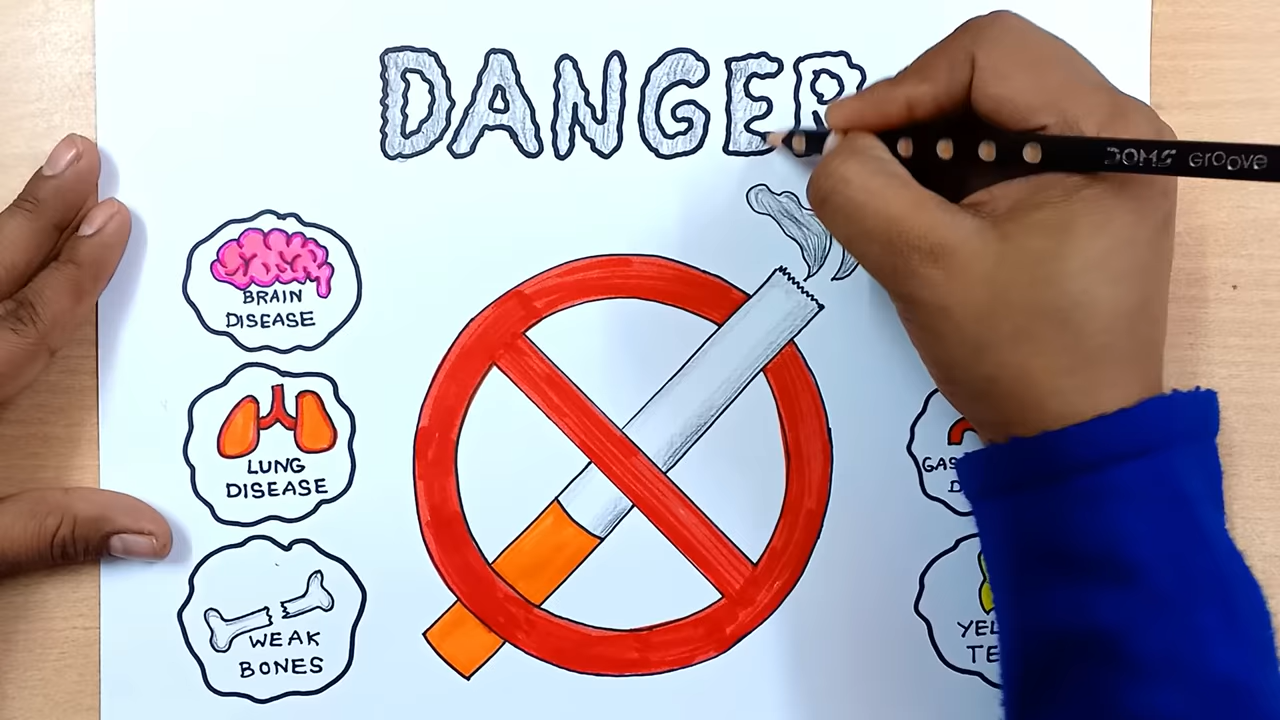 DANGER
BRAIN
DISEASE
LUNG
DISEASE
WEAK
BONES
DOMS GROOVE